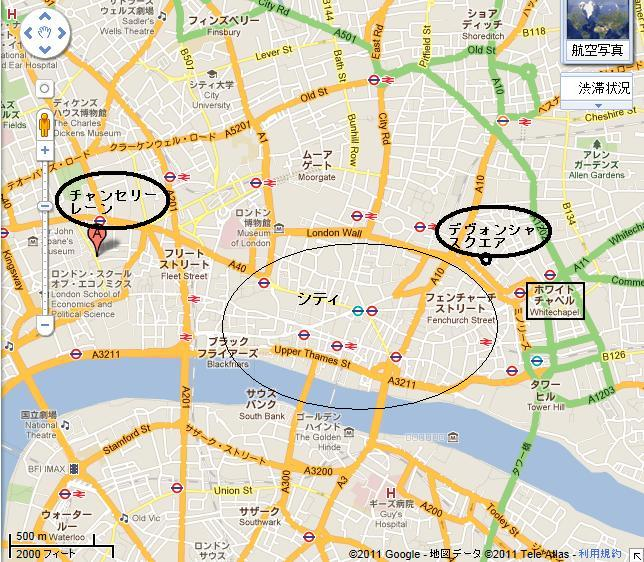 サドラーズ
ウェルズ劇場
Sadler's
Wells Theatre
フィンズベリー
Finsbury
City Rd
A501
East Rd
Pitfield St
ショア
ディッチ
Shoreditch
B118
航空写真
渋滞状況
B501
Lever St
Bath St
Old St
A10
シティ大学
City
University
Old St
Cheshire St
ディケンズ
ハウス博物館
The Charles
Dickens Museum
クラーケンウェル・ロード
A5201
A1
Bunhill Row
City Rd
ムーア
ゲート
Moorgate
アレン
ガーデンズ
Allen Gardens
テオバーズ・ロード
チャンセリー
レーン
A201
A10
B134
ロンドン
博物館
Museum
of London
London Wall
デヴォンシャ
スクエア
A
Kingsway
フリート
ストリート
Fleet Street
A40
A10
A11
ロンドン・スクール
オブ・エコノミクス
London School of
Economics and
Political Science
シティ
フェンチャーチ
ストリート
Fenchurch Street
ホワイト
チャペル
Whitechapel
ミノリーズ
A3211
ブラック
フライアーズ
Blackfriars
Upper Thames St
A3211
B126
タワー
ヒル
Tower Hill
A1203
A201
サウス
バンク
South Bank
ゴールデン
ハインド
The Golden
Hinde
国立劇場
National
Theatre
Stamford St
サザーク・ストリート
タワー橋
BFI IMAX
A3200
A300
A3
Union St
ガーズ病院
Guy's
Hospital
A200
Tooley St
ウォーター
ルー
Waterloo
Old Vic
サザーク
Southwark
500 m
2000 フィート
ロンドン
サウス
©2011 Google - 地図データ ©2011 Tele Atlas - 利用規約